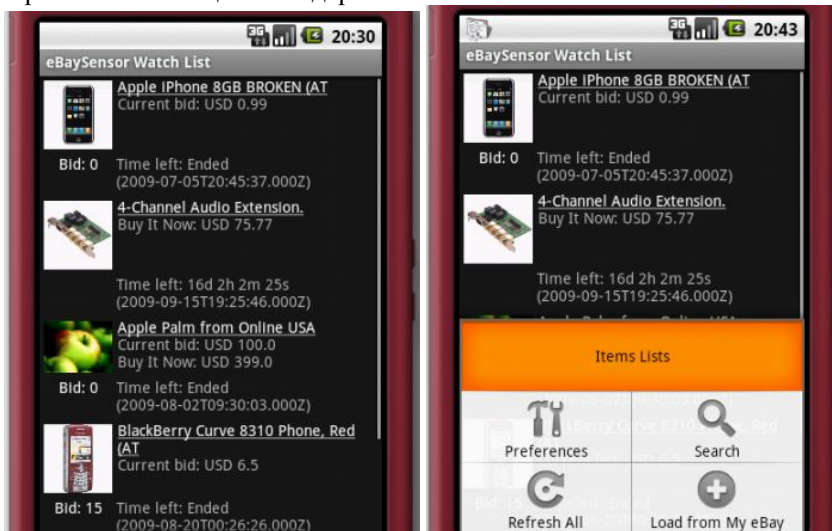 3G 20:30
eBaySensor Watch List
Apple iPhone 8GB BROKEN (AT
Current bid: USD 0.99
Bid: 0 Time left: Ended
(2009-07-05T20:45:37.000Z)
4-Channel Audio Extension.
Buy It Now: USD 75.77
Time left: 16d 2h 2m 25s
(2009-09-15T19:25:46.000Z)
Apple Palm from Online USA
Current bid: USD 100.0
Buy It Now: USD 399.0
Bid: 0 Time left: Ended
(2009-08-02T09:30:03.000Z)
BlackBerry Curve 8310 Phone, Red
(AT
Current bid: USD 6.5
Bid: 15 Time left: Ended
(2009-08-20T00:26:26.000Z)
3G 20:43
eBaySensor Watch List
Apple iPhone 8GB BROKEN (AT
Current bid: USD 0.99
Bid: 0 Time left: Ended
(2009-07-05T20:45:37.000Z)
4-Channel Audio Extension.
Buy It Now: USD 75.77
Time left: 16d 2h 2m 25s
(2009-09-15T19:25:46.000Z)
Items Lists
Preferences Search
Refresh All Load from My eBay